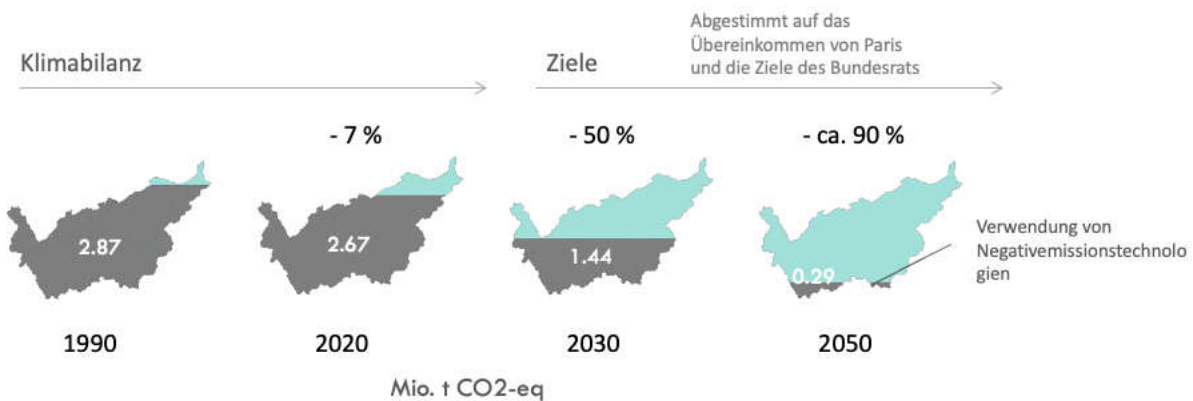 Klimabilanz
Ziele
Abgestimmt auf das
Übereinkommen von Paris
und die Ziele des Bundesrats
- 7 %
- 50 %
- ca. 90 %
2.87
2.67
1.44
0.29
Verwendung von
Negativemissionstechnolo
gien
1990
2020
2030
2050
Mio. t CO2-eq